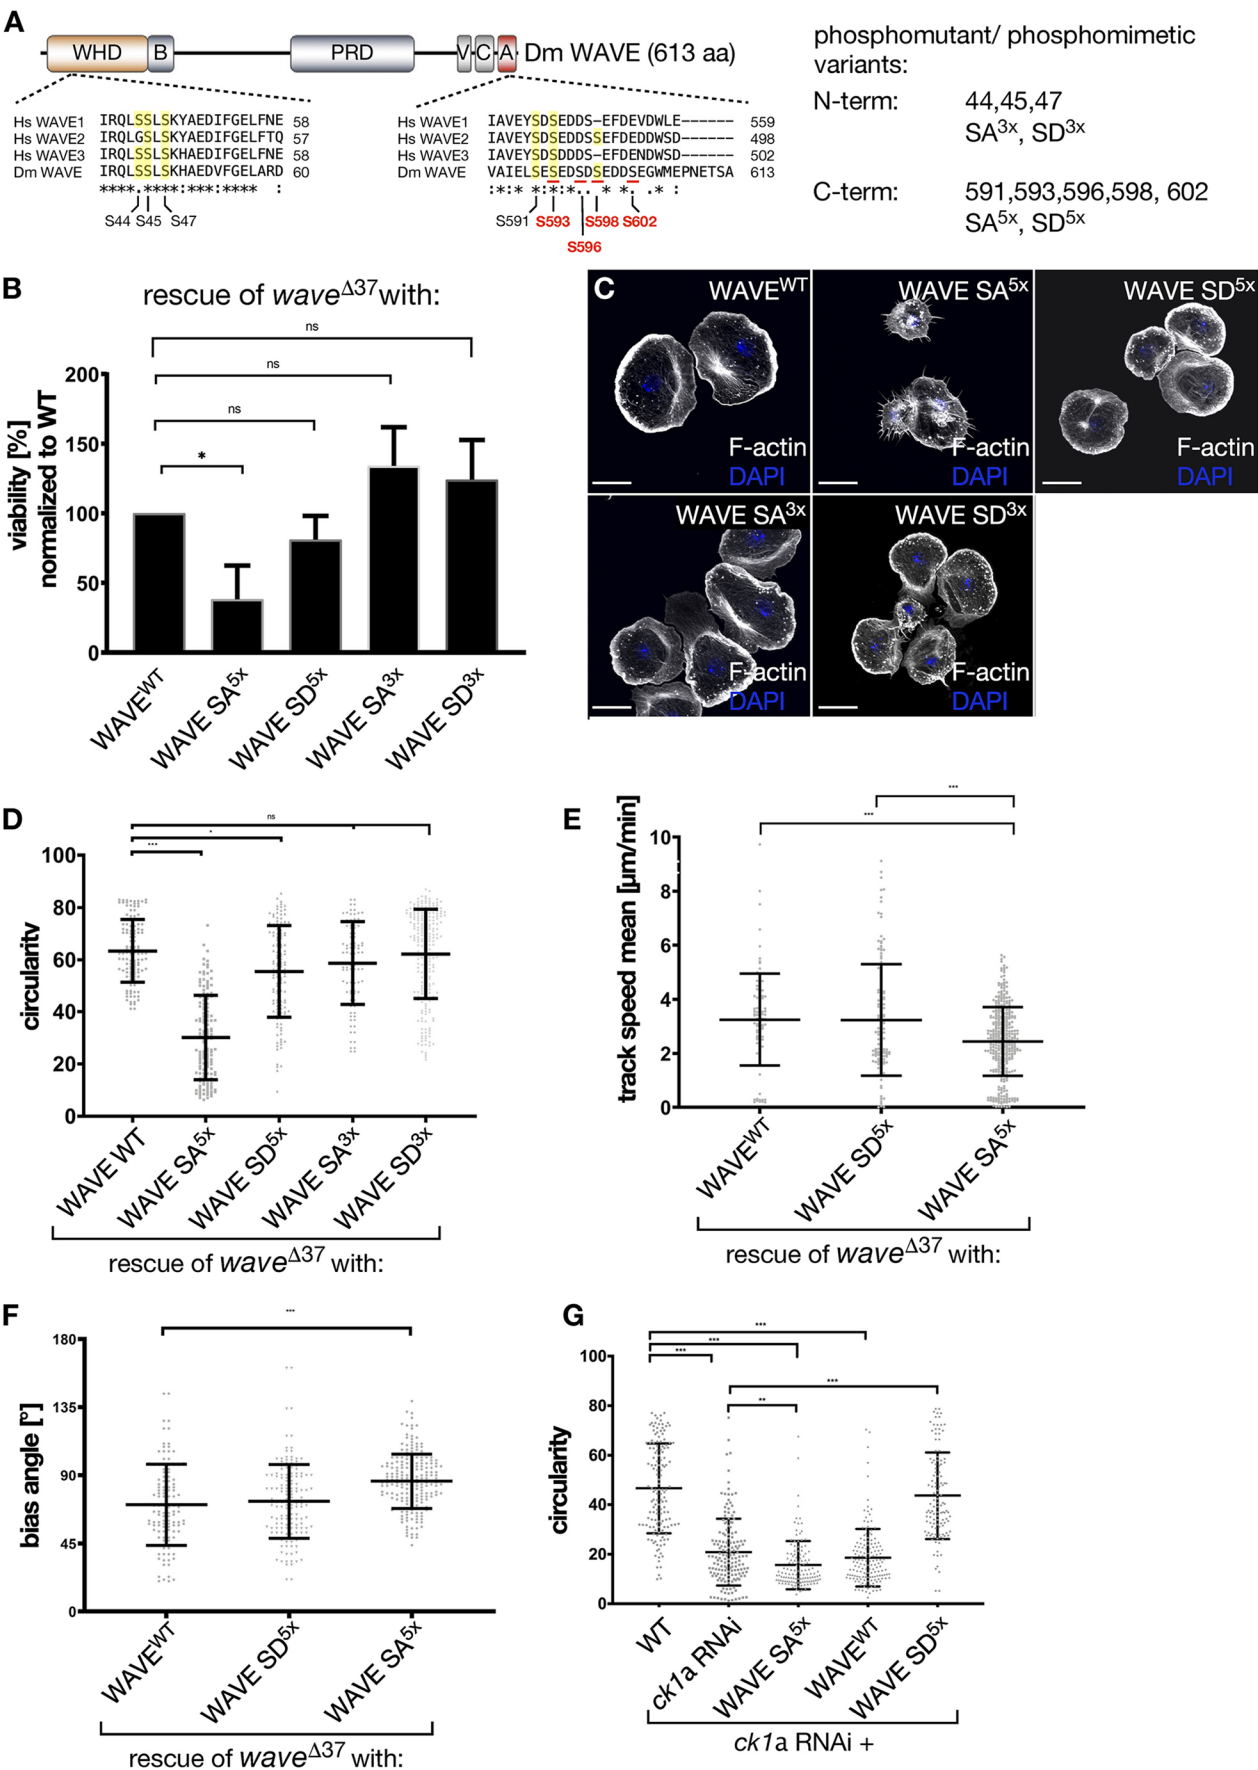 A
WHD B PRD V C A Dm WAVE (613 aa)
Hs WAVE1 IRQLSSLSKYAEDIFGELFNE 58
Hs WAVE2 IRQLGSLSKYAEDIFGELFTQ 57
Hs WAVE3 IRQLSSLSKHAEDIFGELFNE 58
Dm WAVE IRQLSSLSKHAEDVFGELARD 60
****.***:***:**** :
S44 S45 S47
Hs WAVE1 IAVEYSDSEDDS-EFDEVDWLE------ 559
Hs WAVE2 IAVEYSDSEDDSSEFDEDDWSD------ 498
Hs WAVE3 IAVEYSDSDDDS-EFDENDWSD------ 502
Dm WAVE VAIELSESEDSDSEDDSEGWMEPNETSA 613
S591 S593 S598 S602
S596
phosphomutant/ phosphomimetic
variants:
N-term: 44,45,47
SA3x, SD3x
C-term: 591,593,596,598, 602
SA5x, SD5x
B
rescue of waveΔ37with:
ns
ns
ns
*
viability [%]
normalized to WT
200
150
100
50
0
WAVEWT
WAVE SA5x
WAVE SD5x
WAVE SA3x
WAVE SD3x
C
WAVEWT
F-actin
DAPI
WAVE SA5x
F-actin
DAPI
WAVE SD5x
F-actin
DAPI
WAVE SA3x
F-actin
DAPI
WAVE SD3x
F-actin
DAPI
D
ns
*
***
circularity
100
80
60
40
20
0
WAVE WT
WAVE SA5x
WAVE SD5x
WAVE SA3x
WAVE SD3x
rescue of waveΔ37 with:
E
***
***
track speed mean [µm/min]
10
8
6
4
2
0
WAVEWT
WAVE SD5x
WAVE SA5x
rescue of waveΔ37 with:
F
***
bias angle [°]
180
135
90
45
0
WAVEWT
WAVE SD5x
WAVE SA5x
rescue of waveΔ37 with:
G
***
***
***
***
**
circularity
100
80
60
40
20
0
WT
ck1a RNAi
WAVE SA5x
WAVEWT
WAVE SD5x
ck1a RNAi +